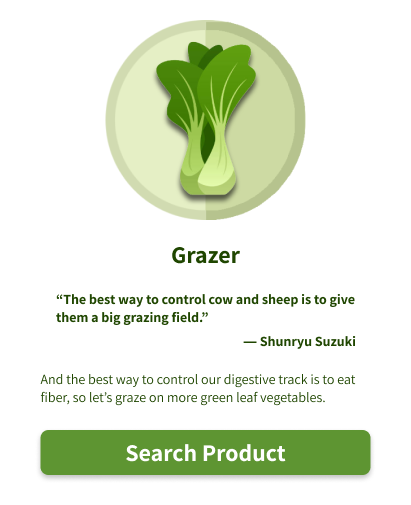 Grazer
“The best way to control cow and sheep is to give
them a big grazing field.”
— Shunryu Suzuki
And the best way to control our digestive track is to eat
fiber, so let’s graze on more green leaf vegetables.
Search Product